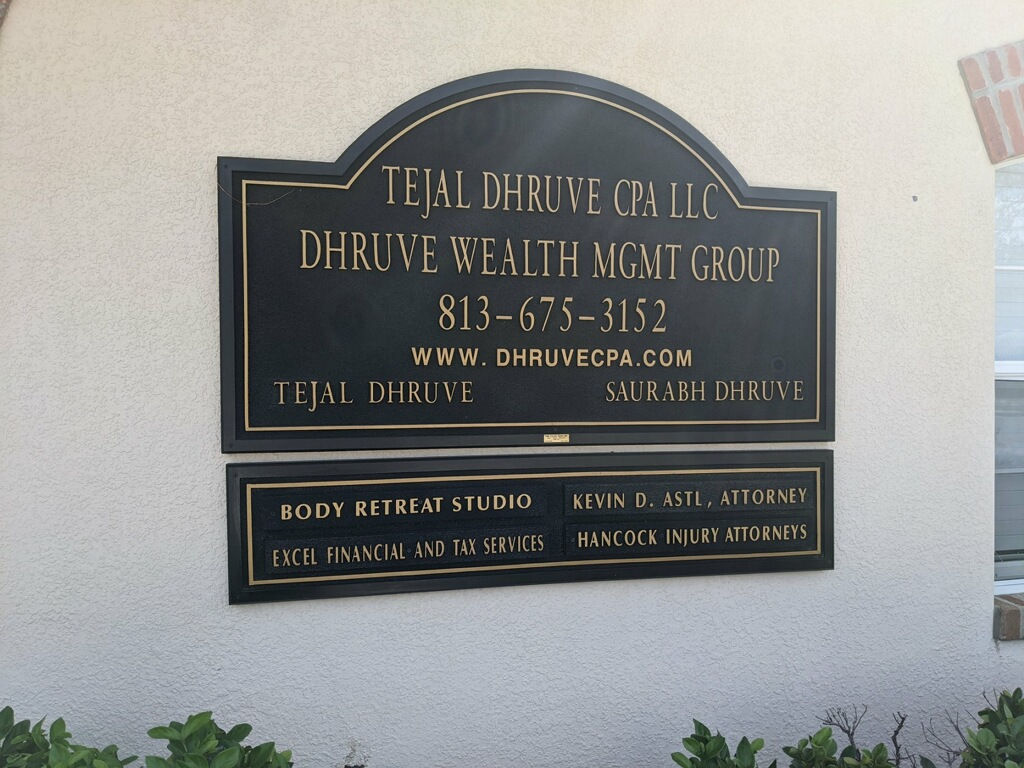 TEJAL DHRUVE CPA LLC
DHRUVE WEALTH MGMT GROUP
813-675-3152
WWW. DHRUVECPA.COM
TEJAL DHRUVE
SAURABH DHRUVE
BODY RETREAT STUDIO
KEVIN D. ASTL, ATTORNEY
EXCEL FINANCIAL AND TAX SERVICES
HANCOCK INJURY ATTORNEYS